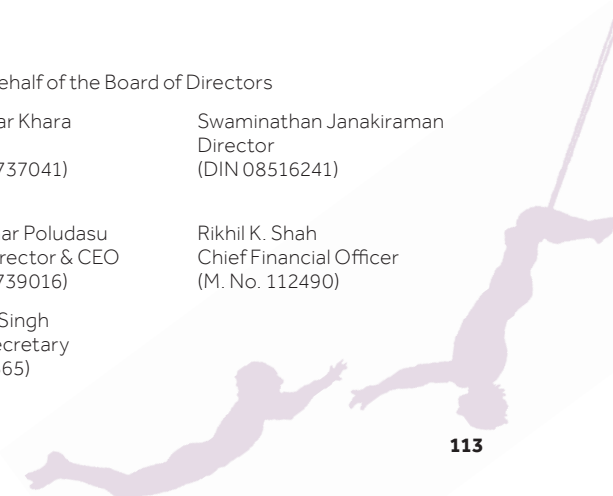 ehalf of the Board of Directors
ar Khara
737041)
Swaminathan Janakiraman
Director
(DIN 08516241)
ar Poludasu
rector & CEO
739016)
Rikhil K. Shah
Chief Financial Officer
(M. No. 112490)
Singh
ecretary
65)
113